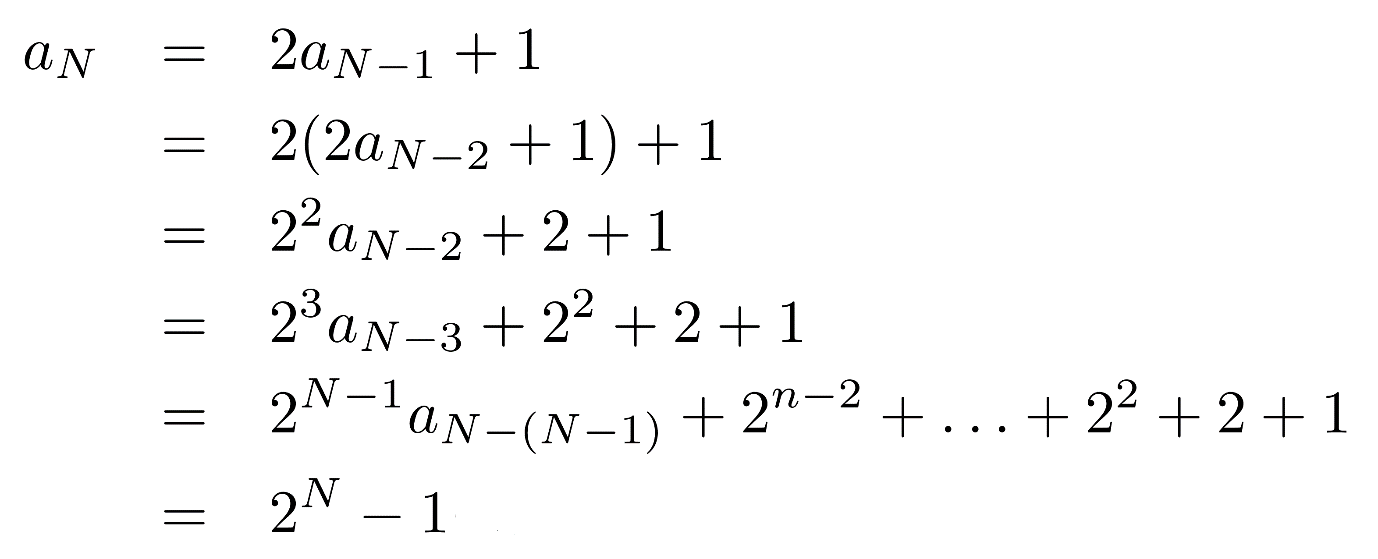 a_N = 2a_{N−1} + 1
= 2(2a_{N−2} + 1) + 1
= 2^2 a_{N−2} + 2 + 1
= 2^3 a_{N−3} + 2^2 + 2 + 1
= 2^{N−1} a_{N−(N−1)} + 2^{n−2} + … + 2^2 + 2 + 1
= 2^N − 1